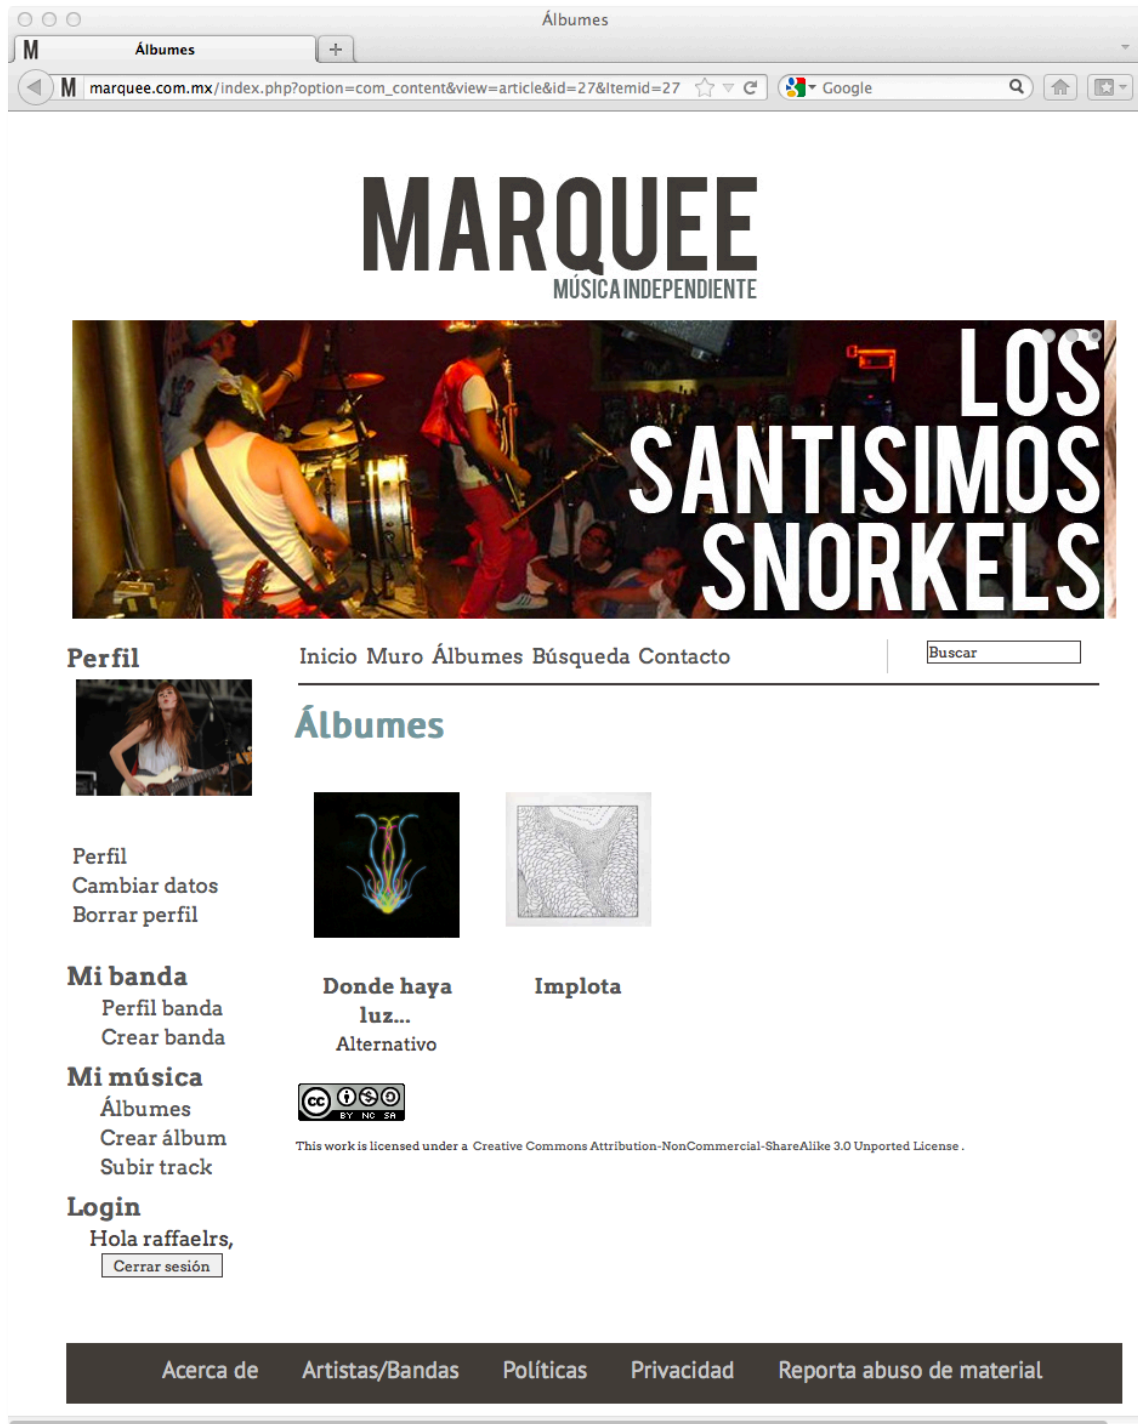 Álbumes
M Álbumes +
M marquee.com.mx/index.php?option=com_content&view=article&id=27&Itemid=27 Google
MARQUEE
MÚSICA INDEPENDIENTE
LOS
SANTISIMOS
SNORKELS
Inicio Muro Álbumes Búsqueda Contacto
Buscar
Perfil
Perfil
Cambiar datos
Borrar perfil
Mi banda
Perfil banda
Crear banda
Mi música
Álbumes
Crear álbum
Subir track
Login
Hola raffaelrs,
Cerrar sesión
Álbumes
Donde haya
luz...
Alternativo
Implota
cc BY NC SA
This work is licensed under a Creative Commons Attribution-NonCommercial-ShareAlike 3.0 Unported License .
Acerca de Artistas/Bandas Políticas Privacidad Reporta abuso de material